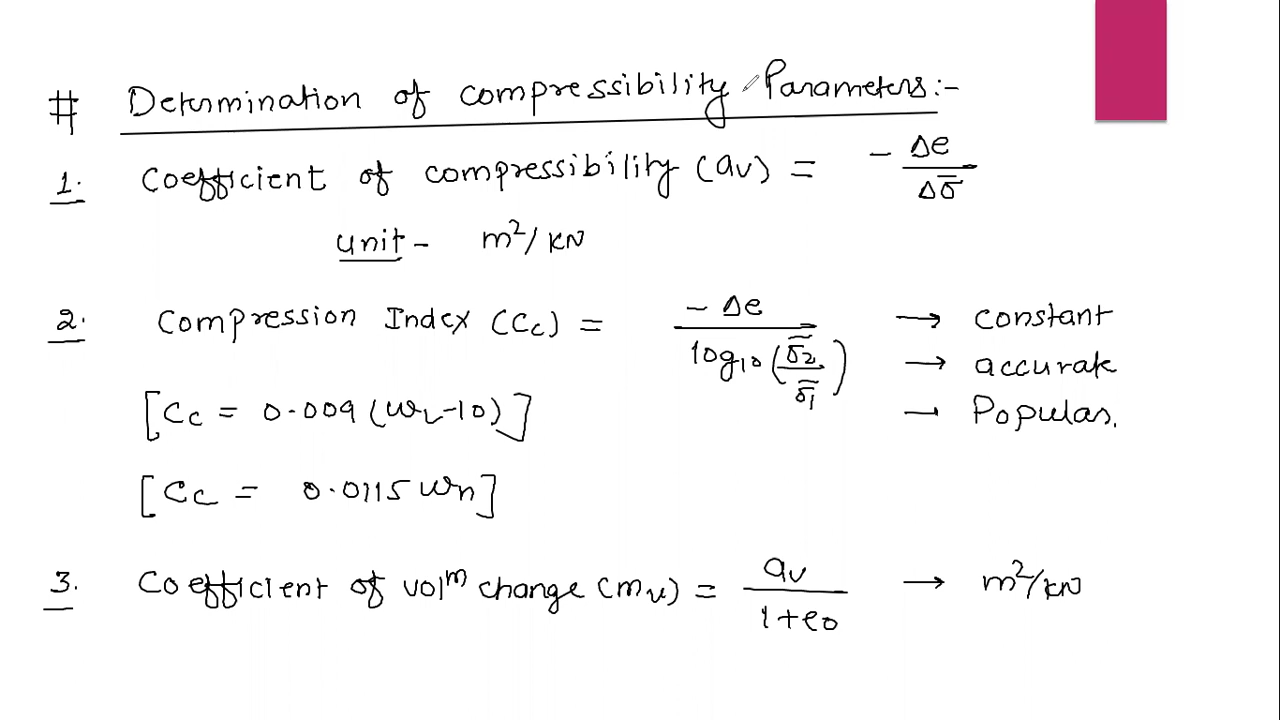 # Determination of compressibility Parameters:-
1. Coefficient of compressibility (av) = - Δe / Δσ̅
unit - m²/kN
2. Compression Index (Cc) = - Δe / log10 (σ̅2 / σ̅1) → constant
→ accurate
→ Popular.
[Cc = 0.009 (wL-10)]
[Cc = 0.0115 wn]
3. Coefficient of volm change (mv) = av / 1+e0 → m²/kN